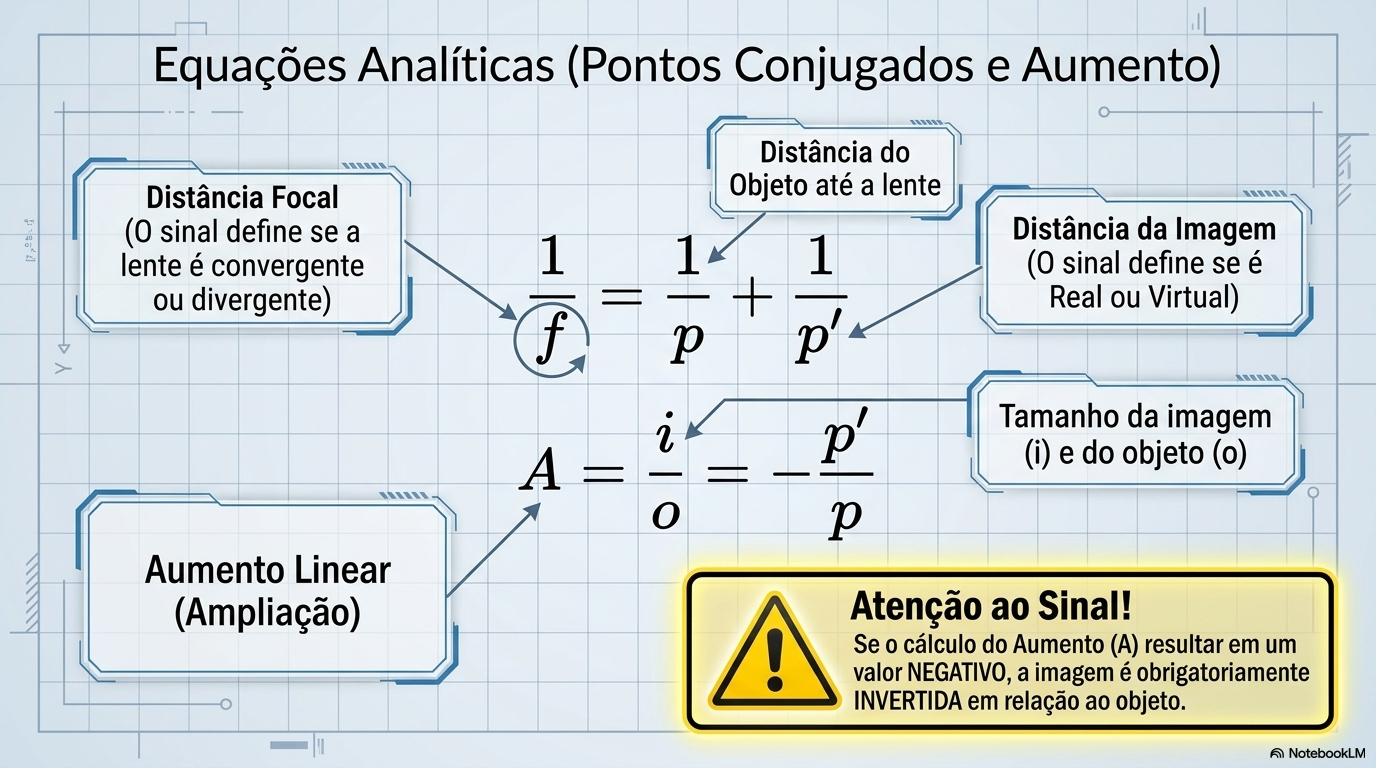 Equações Analíticas (Pontos Conjugados e Aumento)
Distância Focal
(O sinal define se a
lente é convergente
ou divergente)
Distância do
Objeto até a lente
Distância da Imagem
(O sinal define se é
Real ou Virtual)
1/f = 1/p + 1/p′
Tamanho da imagem
(i) e do objeto (o)
A = i/o = −p′/p
Aumento Linear
(Ampliação)
Atenção ao Sinal!
Se o cálculo do Aumento (A) resultar em um
valor NEGATIVO, a imagem é obrigatoriamente
INVERTIDA em relação ao objeto.
Y
NotebookLM